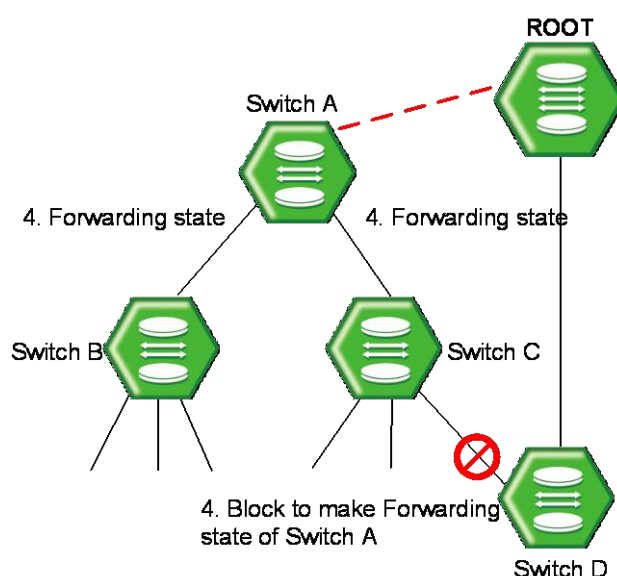 ROOT
Switch A
4. Forwarding state
4. Forwarding state
Switch B
Switch C
4. Block to make Forwarding
state of Switch A
Switch D